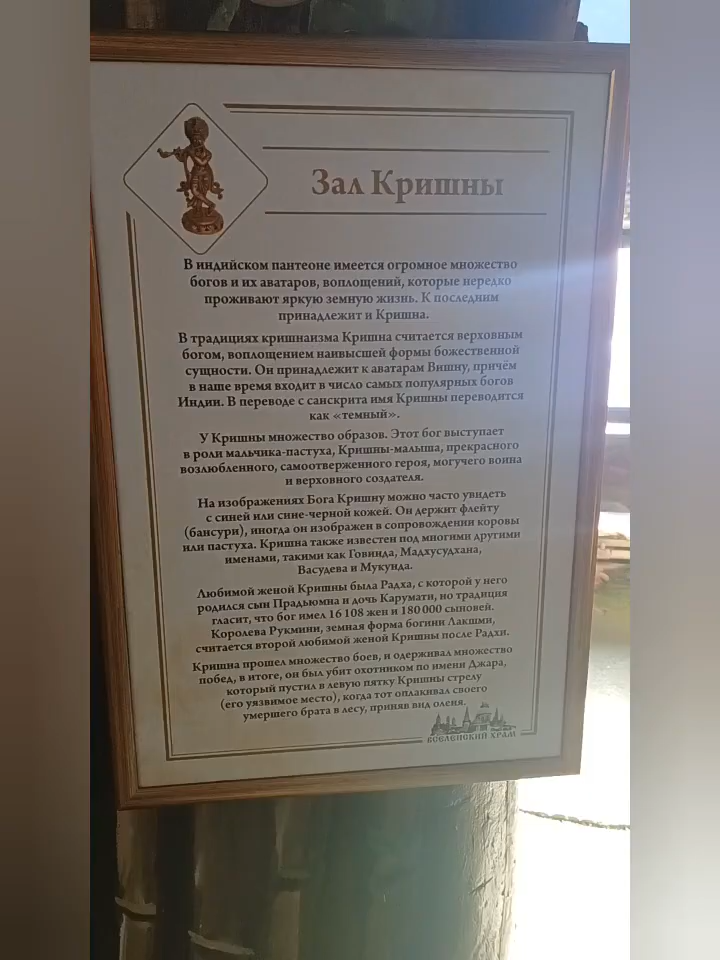 Зал Кришны
В индийском пантеоне имеется огромное множество
богов и их аватаров, воплощений, которые нередко
проживают яркую земную жизнь. К последним
принадлежит и Кришна.
В традициях кришнаизма Кришна считается верховным
богом, воплощением наивысшей формы божественной
сущности. Он принадлежит к аватарам Вишну, причём
в наше время входит в число самых популярных богов
Индии. В переводе с санскрита имя Кришны переводится
как «темный».
У Кришны множество образов. Этот бог выступает
в роли мальчика-пастуха, Кришны-малыша, прекрасного
возлюбленного, самоотверженного героя, могучего воина
и верховного создателя.
На изображениях Бога Кришну можно часто увидеть
с синей или сине-черной кожей. Он держит флейту
(бансури), иногда он изображен в сопровождении коровы
или пастуха. Кришна также известен под многими другими
именами, такими как Говинда, Мадхусудхана,
Васудева и Мукунда.
Любимой женой Кришны была Радха, с которой у него
родился сын Прадьюмна и дочь Карумати, но традиция
гласит, что бог имел 16 108 жен и 180 000 сыновей.
Королева Рукмини, земная форма богини Лакшми,
считается второй любимой женой Кришны после Радхи.
Кришна прошел множество боев, и одерживал множество
побед, в итоге, он был убит охотником по имени Джара,
который пустил в левую пятку Кришны стрелу
(его уязвимое место), когда тот оплакивал своего
умершего брата в лесу, приняв вид оленя.
ВСЕЛЕНСКИЙ ХРАМ